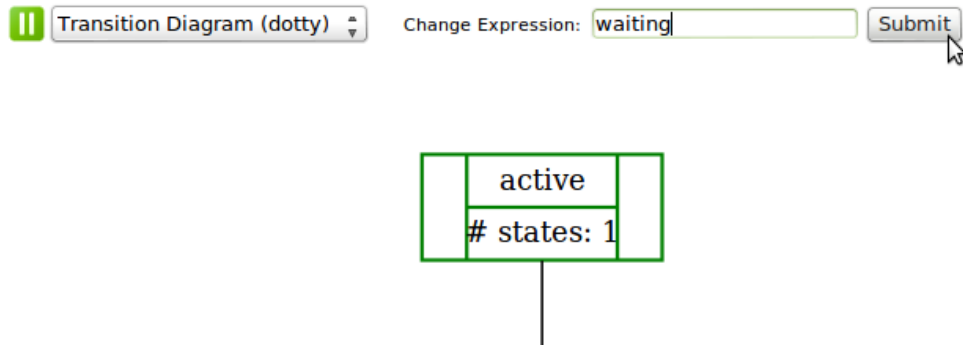 Transition Diagram (dotty) Change Expression: waiting Submit
active
# states: 1